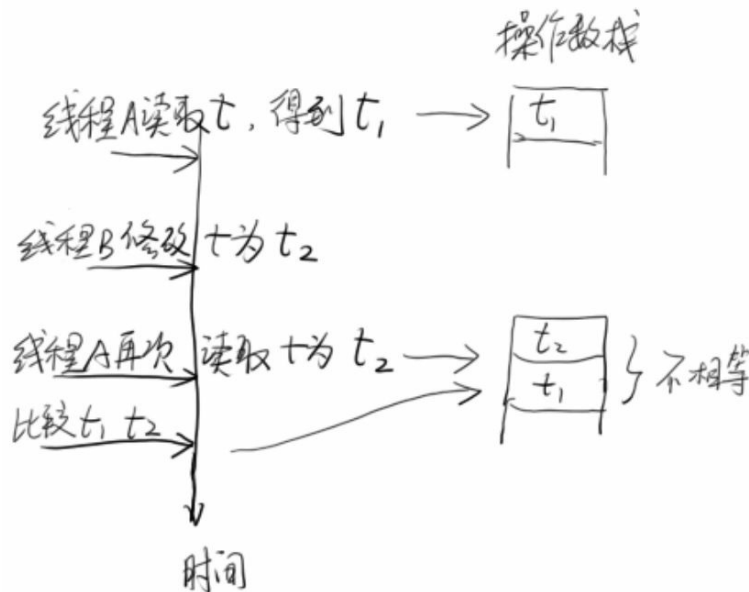 操作数栈
线程A读取t，得到t₁
t₁
线程B修改 t为t₂
线程A再次 读取t为t₂
t₂
t₁
不相等
比较t₁ t₂
时间